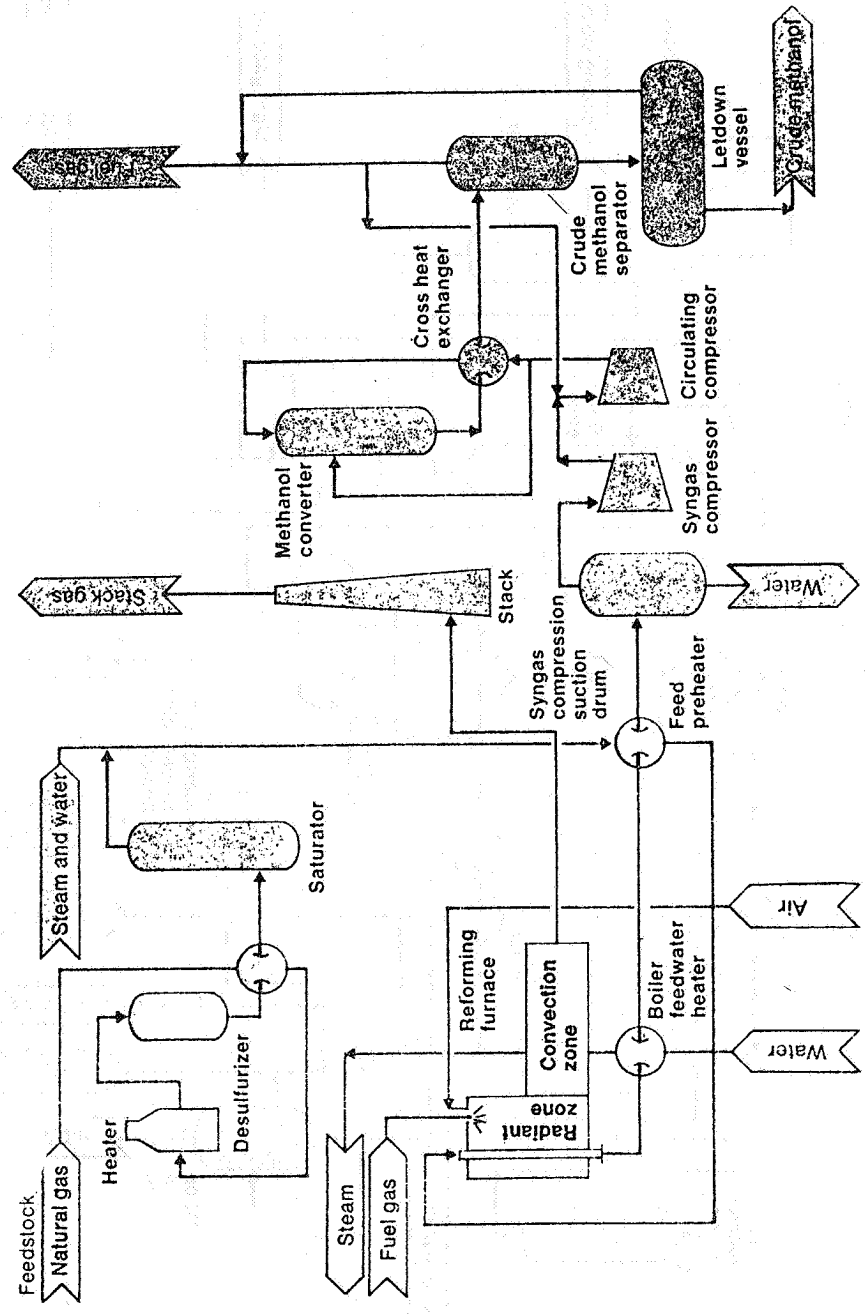 Feedstock
Natural gas
Heater
Desulfurizer
Steam and water
Saturator
Steam
Fuel gas
Reforming
furnace
Radiant
zone
Convection
zone
Boiler
feedwater
heater
Water
Air
Feed
preheater
Stack gas
Stack
Syngas
compression
suction
drum
Water
Methanol
converter
Syngas
compressor
Circulating
compressor
Cross heat
exchanger
Fuel gas
Crude
methanol
separator
Letdown
vessel
Crude methanol